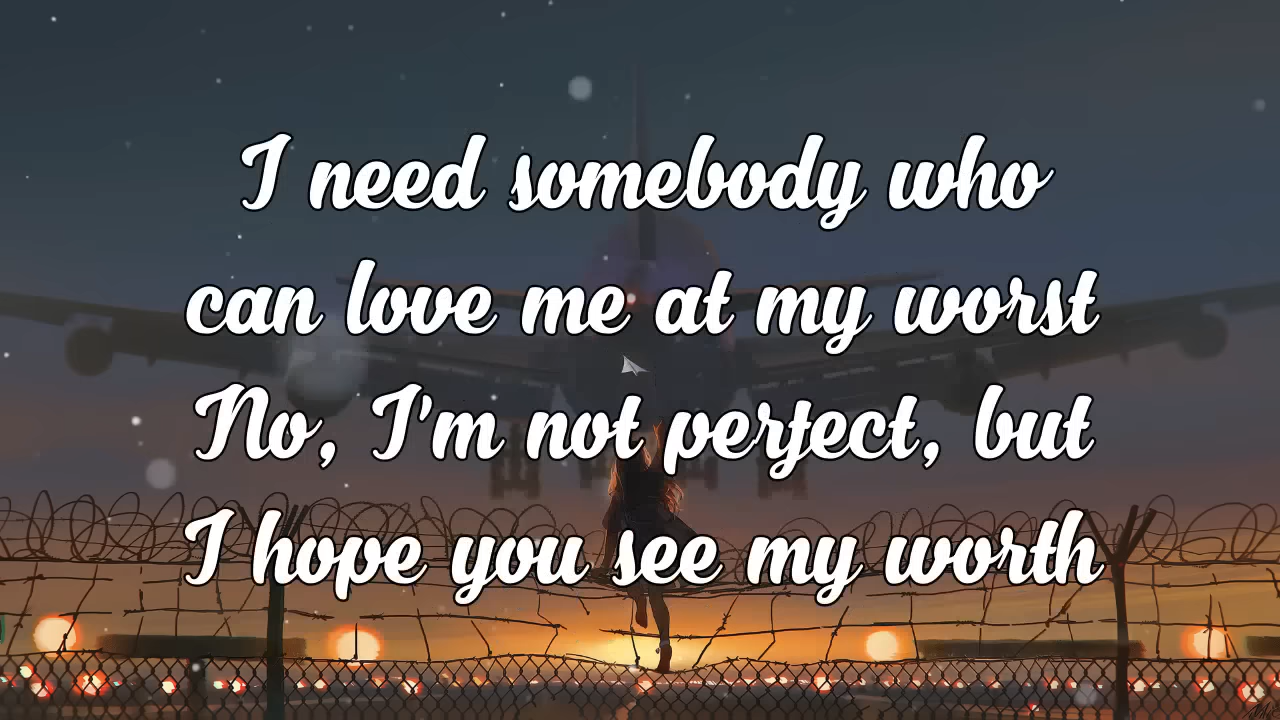 I need somebody who
can love me at my worst
No, I'm not perfect, but
I hope you see my worth